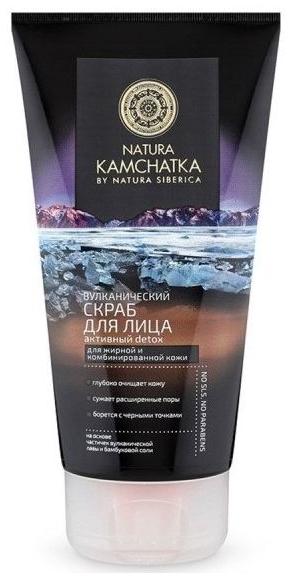 NATURA
KAMCHATKA
BY NATURA SIBERICA
ВУЛКАНИЧЕСКИЙ
СКРАБ
ДЛЯ ЛИЦА
активный detox
для жирной и
комбинированной кожи
глубоко очищает кожу
сужает расширенные поры
борется с черными точками
на основе
частичек вулканической
лавы и бамбуковой соли
NO SLS, NO PARABENS